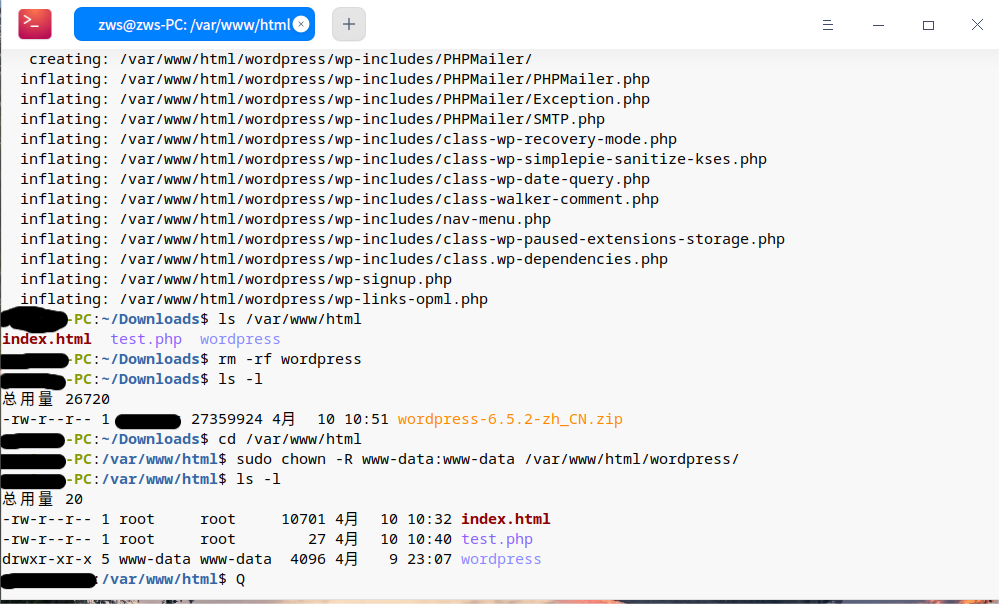 zws@zws-PC: /var/www/html
creating: /var/www/html/wordpress/wp-includes/PHPMailer/
inflating: /var/www/html/wordpress/wp-includes/PHPMailer/PHPMailer.php
inflating: /var/www/html/wordpress/wp-includes/PHPMailer/Exception.php
inflating: /var/www/html/wordpress/wp-includes/PHPMailer/SMTP.php
inflating: /var/www/html/wordpress/wp-includes/class-wp-recovery-mode.php
inflating: /var/www/html/wordpress/wp-includes/class-wp-simplepie-sanitize-kses.php
inflating: /var/www/html/wordpress/wp-includes/class-wp-date-query.php
inflating: /var/www/html/wordpress/wp-includes/class-walker-comment.php
inflating: /var/www/html/wordpress/wp-includes/nav-menu.php
inflating: /var/www/html/wordpress/wp-includes/class-wp-paused-extensions-storage.php
inflating: /var/www/html/wordpress/wp-includes/class.wp-dependencies.php
inflating: /var/www/html/wordpress/wp-signup.php
inflating: /var/www/html/wordpress/wp-links-opml.php
-PC:~/Downloads$ ls /var/www/html
index.html test.php wordpress
-PC:~/Downloads$ rm -rf wordpress
-PC:~/Downloads$ ls -l
总用量 26720
-rw-r--r-- 1 27359924 4月 10 10:51 wordpress-6.5.2-zh_CN.zip
-PC:~/Downloads$ cd /var/www/html
-PC:/var/www/html$ sudo chown -R www-data:www-data /var/www/html/wordpress/
-PC:/var/www/html$ ls -l
总用量 20
-rw-r--r-- 1 root root 10701 4月 10 10:32 index.html
-rw-r--r-- 1 root root 27 4月 10 10:40 test.php
drwxr-xr-x 5 www-data www-data 4096 4月 9 23:07 wordpress
:/var/www/html$ Q